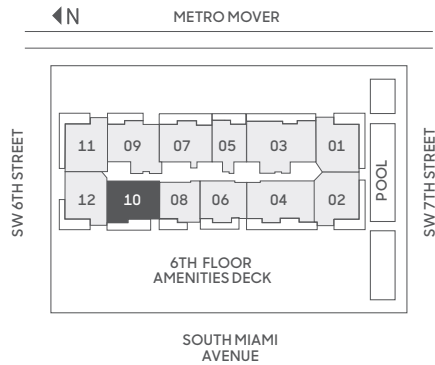 N
METRO MOVER
SW 6TH STREET
11
09
07
05
03
01
12
10
08
06
04
02
POOL
SW 7TH STREET
6TH FLOOR
AMENITIES DECK
SOUTH MIAMI
AVENUE